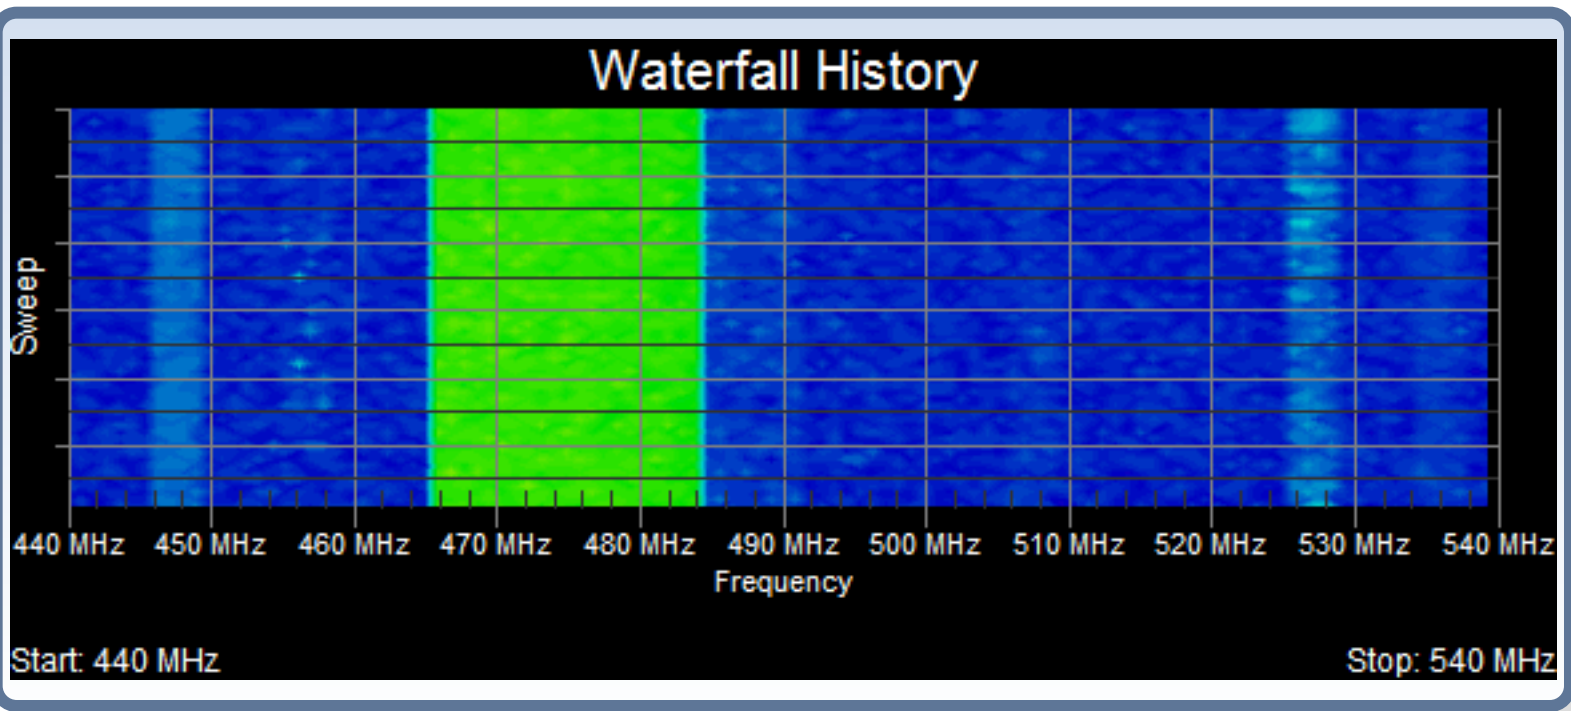 Waterfall History
Sweep
440 MHz 450 MHz 460 MHz 470 MHz 480 MHz 490 MHz 500 MHz 510 MHz 520 MHz 530 MHz 540 MHz
Frequency
Start: 440 MHz Stop: 540 MHz